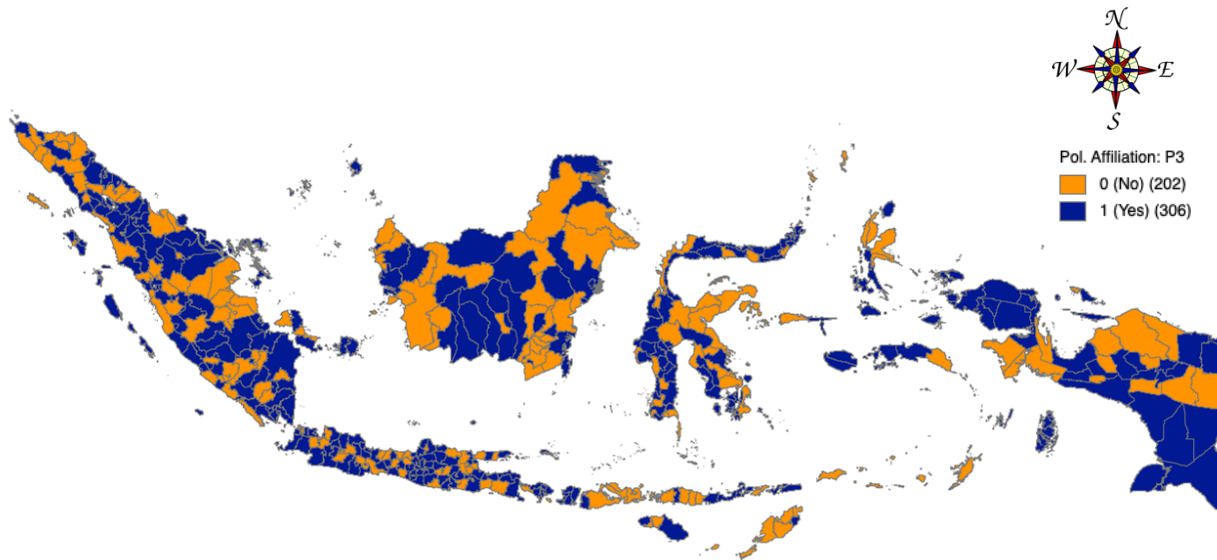 N
W E
S
Pol. Affiliation: P3
0 (No) (202)
1 (Yes) (306)